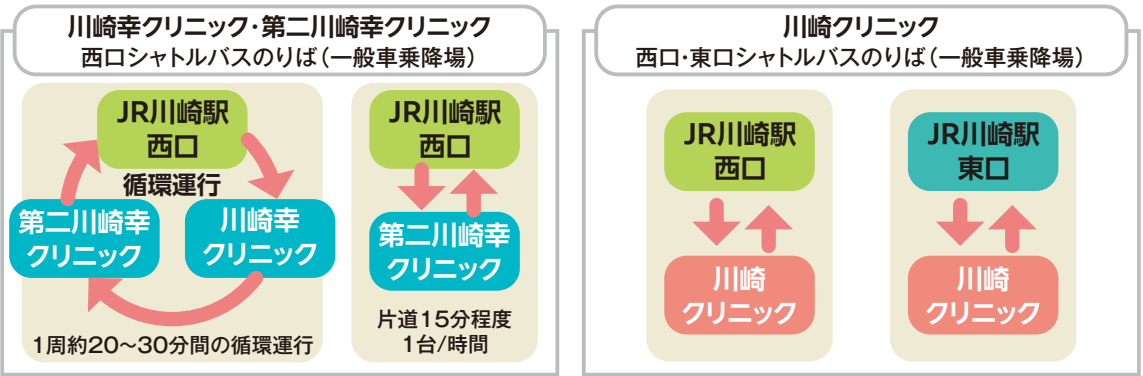 川崎幸クリニック・第二川崎幸クリニック
西口シャトルバスのりば（一般車乗降場）
JR川崎駅
西口
循環運行
第二川崎幸
クリニック
川崎幸
クリニック
1周約20〜30分間の循環運行
JR川崎駅
西口
第二川崎幸
クリニック
片道15分程度
1台/時間
川崎クリニック
西口・東口シャトルバスのりば（一般車乗降場）
JR川崎駅
西口
川崎
クリニック
JR川崎駅
東口
川崎
クリニック